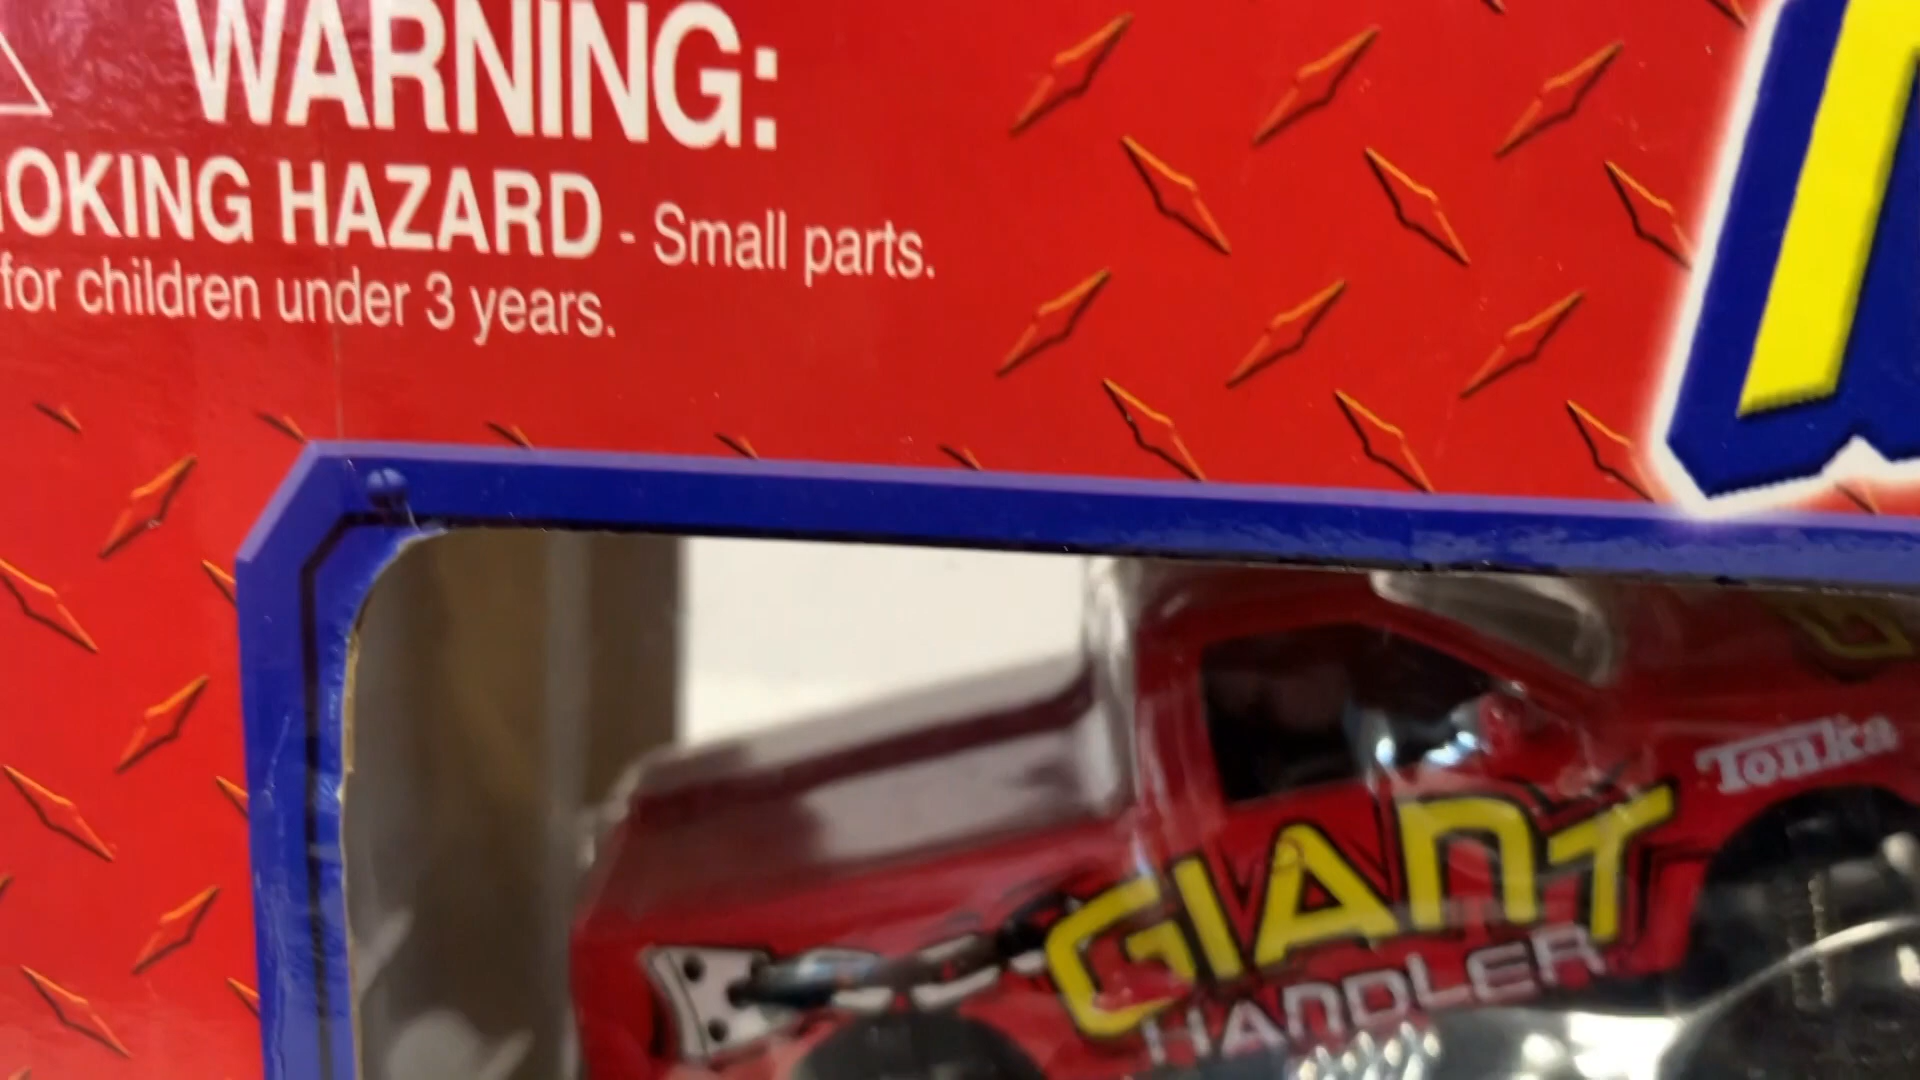 WARNING:
OKING HAZARD - Small parts.
for children under 3 years.
Tonka
GIANT
HANDLER